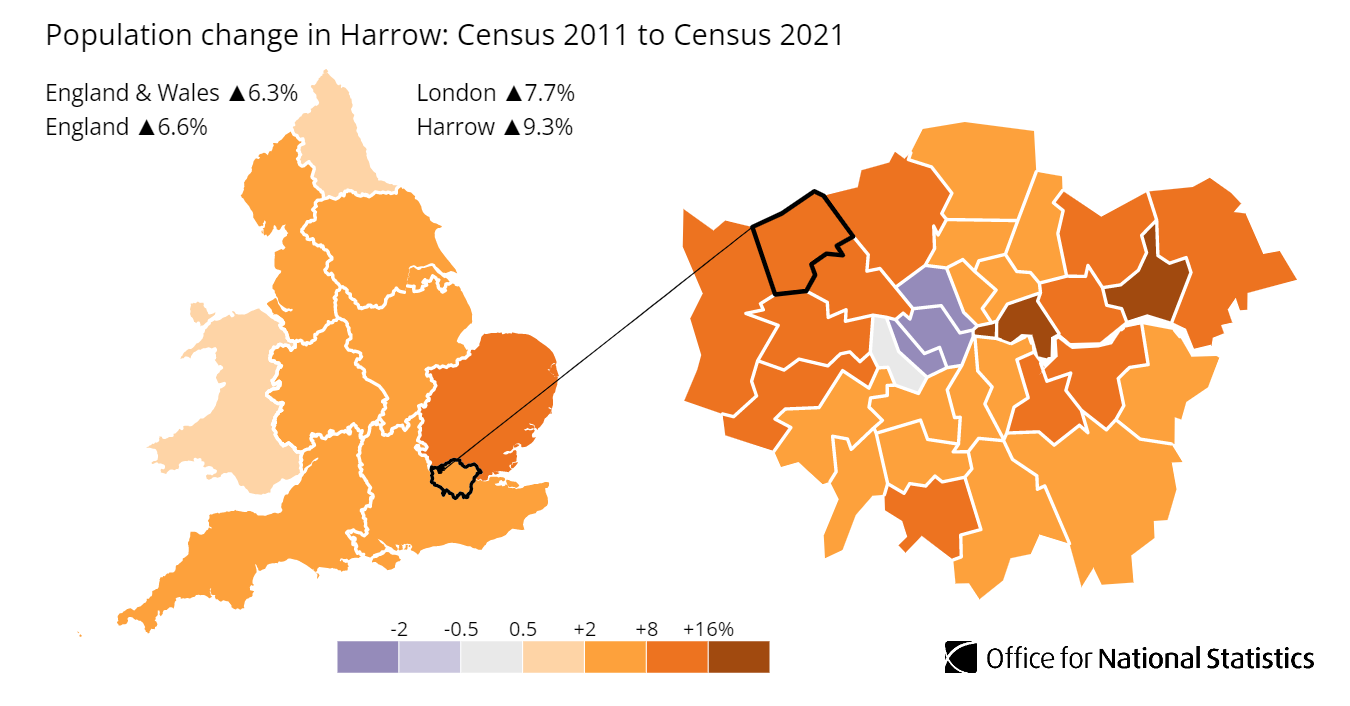 Population change in Harrow: Census 2011 to Census 2021
England & Wales ▲6.3%
London ▲7.7%
England ▲6.6%
Harrow ▲9.3%
-2 -0.5 0.5 +2 +8 +16%
Office for National Statistics